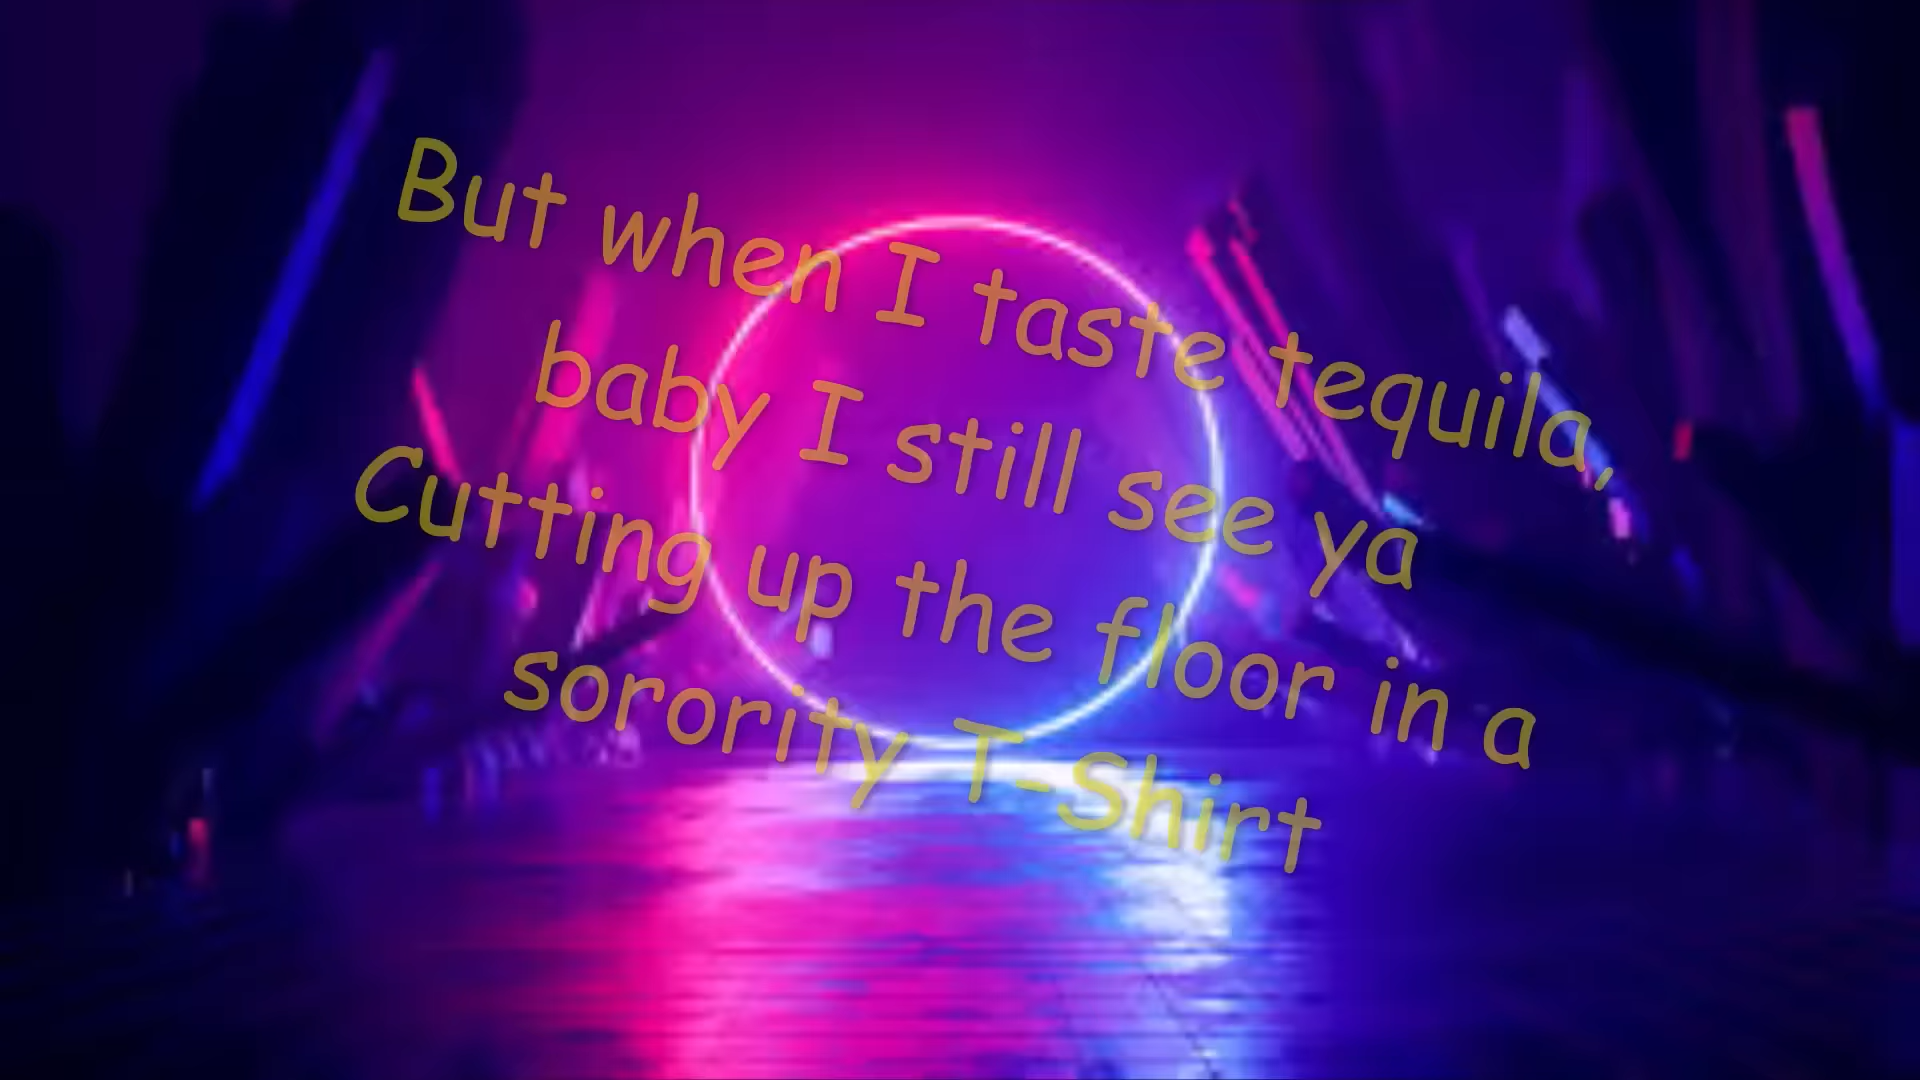 But when I taste tequila,
baby I still see ya
Cutting up the floor in a
sorority T-Shirt